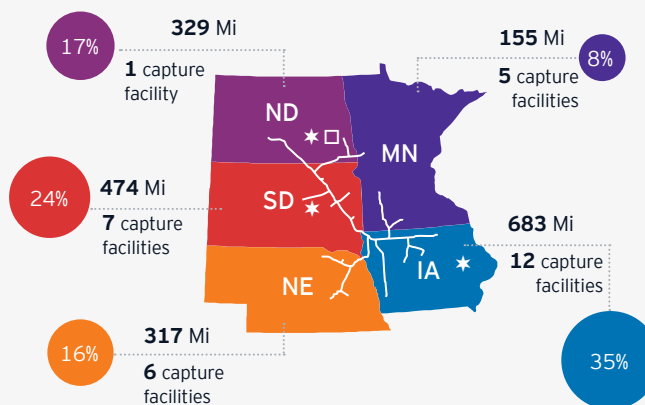 17%
329 Mi
1 capture
facility
155 Mi
8%
5 capture
facilities
ND
MN
24%
474 Mi
7 capture
facilities
SD
683 Mi
12 capture
facilities
IA
NE
16%
317 Mi
6 capture
facilities
35%